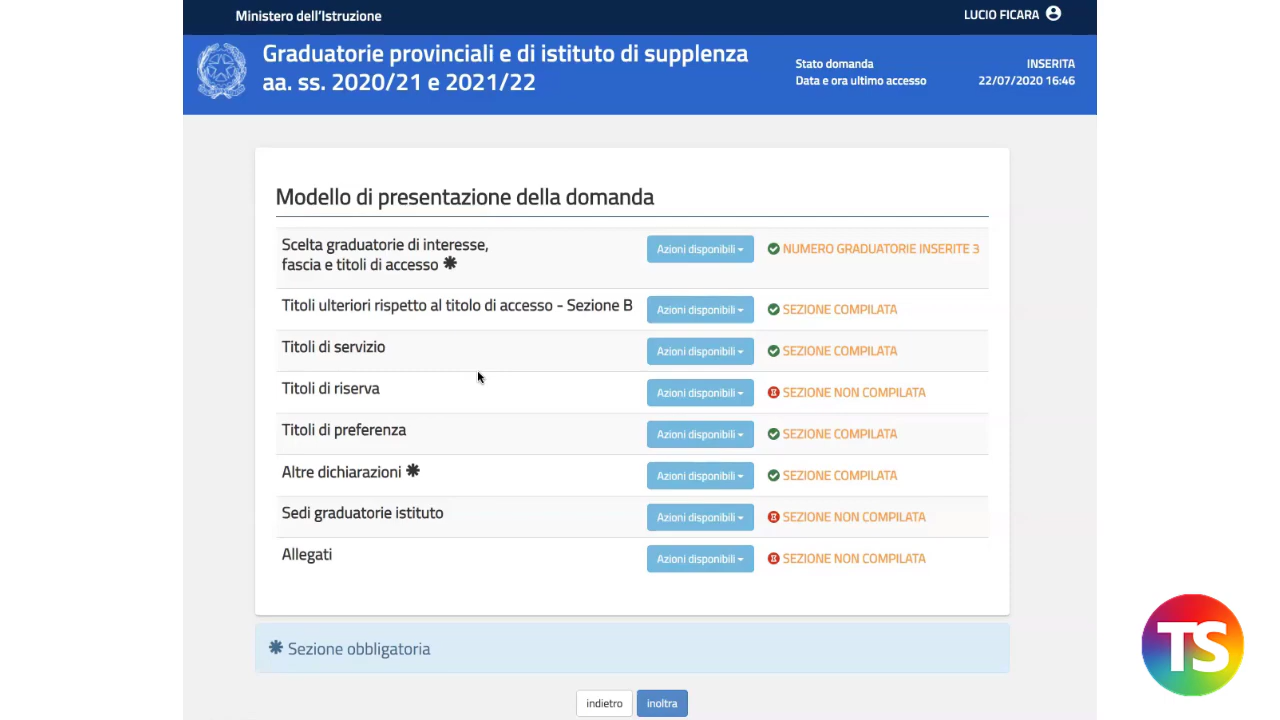 Ministero dell'Istruzione
LUCIO FICARA
Graduatorie provinciali e di istituto di supplenza
aa. ss. 2020/21 e 2021/22
Stato domanda INSERITA
Data e ora ultimo accesso 22/07/2020 16:46
Modello di presentazione della domanda
Scelta graduatorie di interesse,
fascia e titoli di accesso ✱
Azioni disponibili
NUMERO GRADUATORIE INSERITE 3
Titoli ulteriori rispetto al titolo di accesso - Sezione B
Azioni disponibili
SEZIONE COMPILATA
Titoli di servizio
Azioni disponibili
SEZIONE COMPILATA
Titoli di riserva
Azioni disponibili
SEZIONE NON COMPILATA
Titoli di preferenza
Azioni disponibili
SEZIONE COMPILATA
Altre dichiarazioni ✱
Azioni disponibili
SEZIONE COMPILATA
Sedi graduatorie istituto
Azioni disponibili
SEZIONE NON COMPILATA
Allegati
Azioni disponibili
SEZIONE NON COMPILATA
✱ Sezione obbligatoria
indietro
inoltra
TS